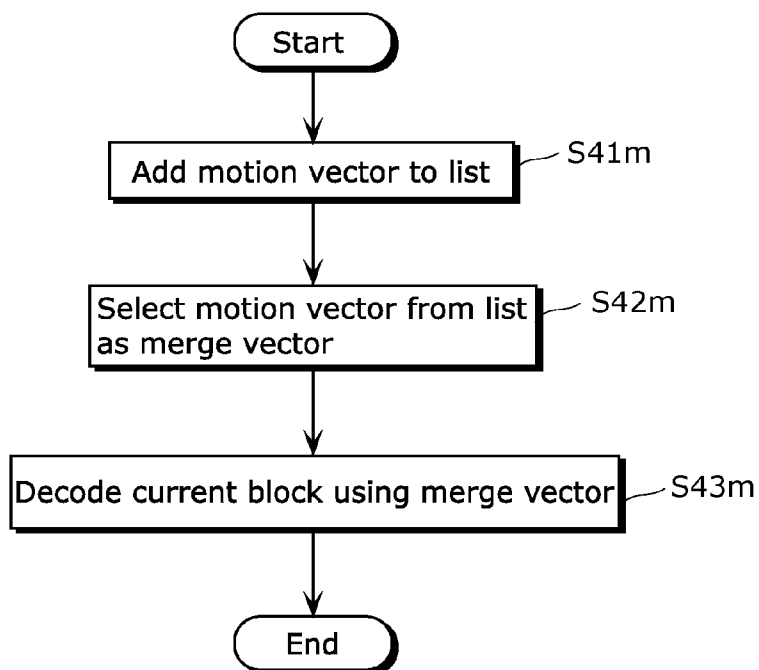 Start
Add motion vector to list
S41m
Select motion vector from list
as merge vector
S42m
Decode current block using merge vector
S43m
End